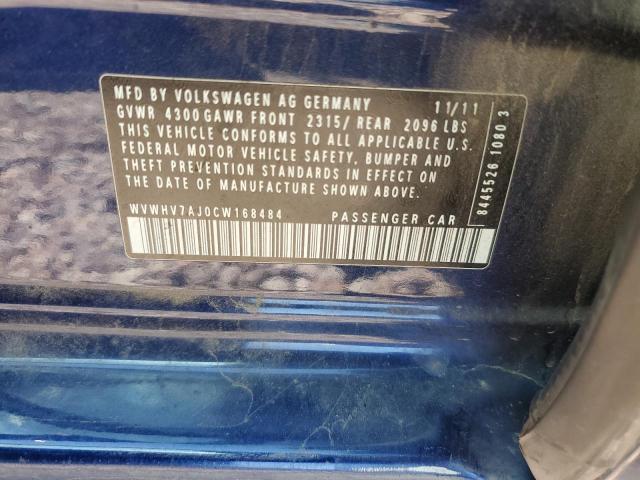 MFD BY VOLKSWAGEN AG GERMANY 11/11
GVWR 4300 GAWR FRONT 2315/ REAR 2096 LBS
THIS VEHICLE CONFORMS TO ALL APPLICABLE U.S.
FEDERAL MOTOR VEHICLE SAFETY, BUMPER AND
THEFT PREVENTION STANDARDS IN EFFECT ON
THE DATE OF MANUFACTURE SHOWN ABOVE.
WVWHV7AJ0CW168484 PASSENGER CAR
8445526 1080 3